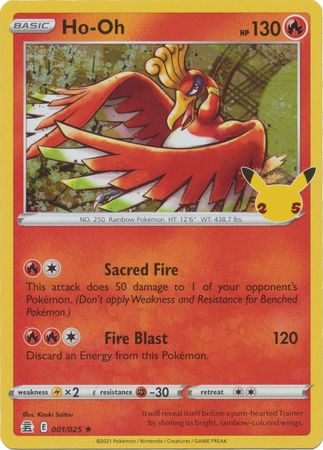 BASIC Ho-Oh HP 130
NO. 250 Rainbow Pokémon HT: 12'6" WT: 438.7 lbs.
25
Sacred Fire
This attack does 50 damage to 1 of your opponent's
Pokémon. (Don't apply Weakness and Resistance for Benched
Pokémon.)
Fire Blast 120
Discard an Energy from this Pokémon.
weakness ×2 resistance -30 retreat
Illus. Kouki Saitou
E 001/025 ★
It will reveal itself before a pure-hearted Trainer
by shining its bright, rainbow-colored wings.
©2021 Pokémon / Nintendo / Creatures / GAME FREAK